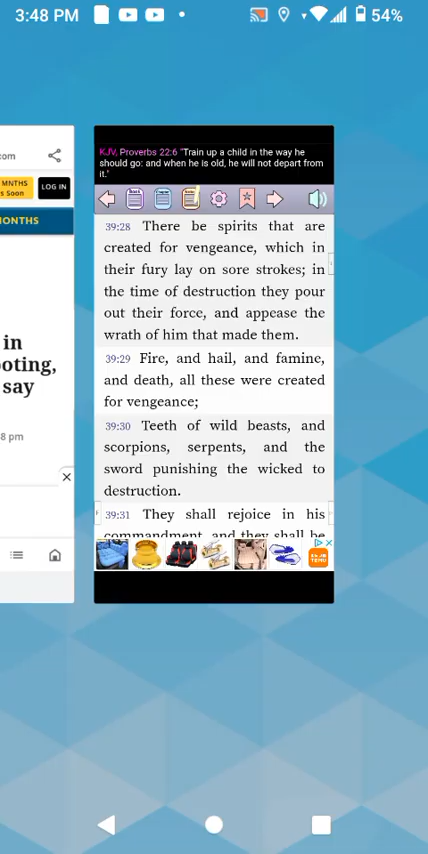 3:48 PM
54%
com
MNTHS
s Soon
LOG IN
ONTHS
in
oting,
say
8 pm
KJV, Proverbs 22:6 "Train up a child in the way he
should go: and when he is old, he will not depart from
it."
39:28 There be spirits that are
created for vengeance, which in
their fury lay on sore strokes; in
the time of destruction they pour
out their force, and appease the
wrath of him that made them.
39:29 Fire, and hail, and famine,
and death, all these were created
for vengeance;
39:30 Teeth of wild beasts, and
scorpions, serpents, and the
sword punishing the wicked to
destruction.
39:31 They shall rejoice in his
commandment, and they shall be
TEMU